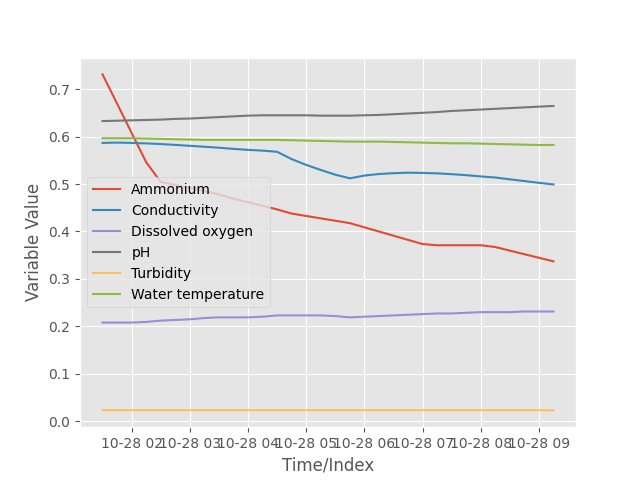 0.7
0.6
0.5
0.4
0.3
0.2
0.1
0.0
Variable Value
Ammonium
Conductivity
Dissolved oxygen
pH
Turbidity
Water temperature
10-28 02 10-28 03 10-28 04 10-28 05 10-28 06 10-28 07 10-28 08 10-28 09
Time/Index